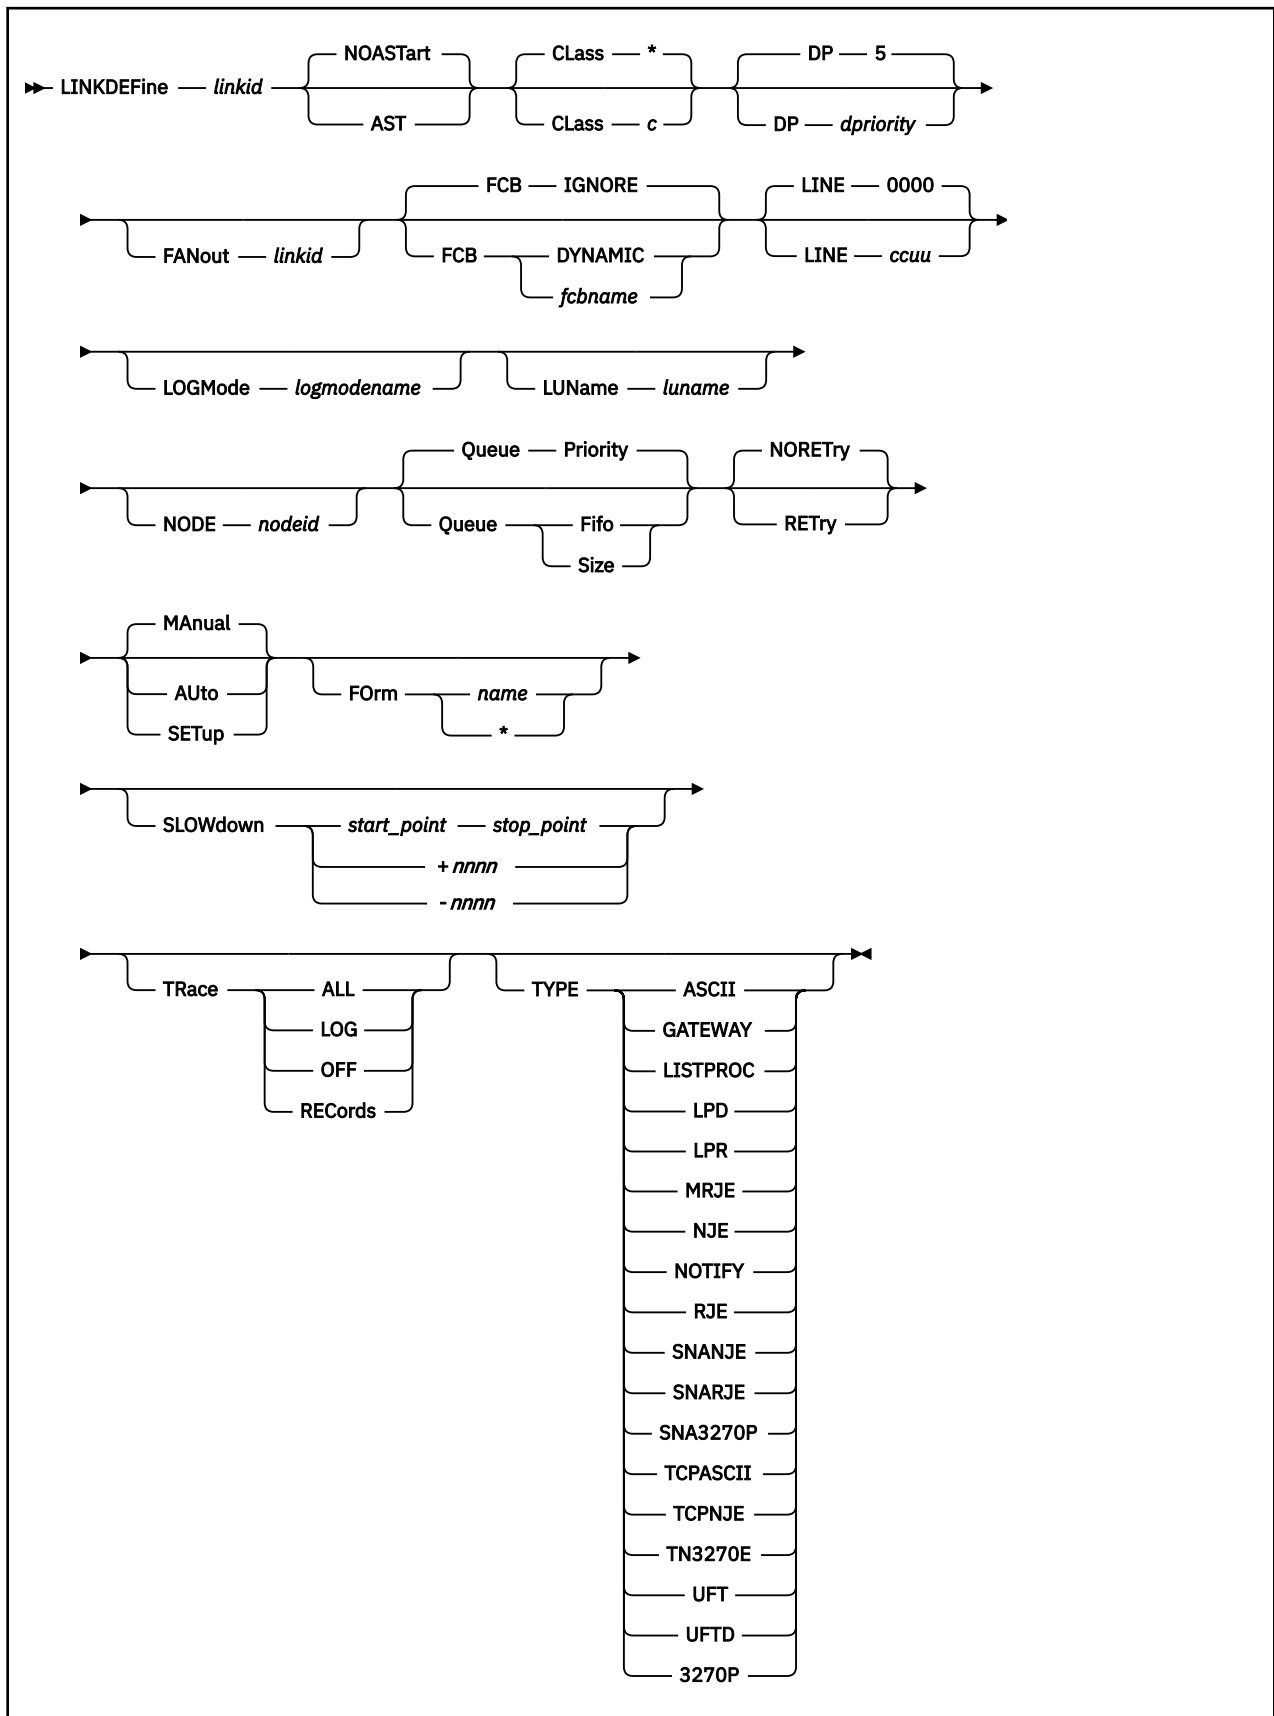 NOASTart CLass * DP 5
LINKDEFine linkid
AST CLass c DP dpriority
FCB IGNORE LINE 0000
FANout linkid FCB DYNAMIC LINE ccuu
fcbname
LOGMode logmodename LUName luname
Queue Priority NORETry
NODE nodeid Queue Fifo RETry
Size
MAnual
AUto FOrm name
SETup *
SLOWdown start_point stop_point
+ nnnn
- nnnn
TRace ALL TYPE ASCII
LOG GATEWAY
OFF LISTPROC
RECords LPD
LPR
MRJE
NJE
NOTIFY
RJE
SNANJE
SNARJE
SNA3270P
TCPASCII
TCPNJE
TN3270E
UFT
UFTD
3270P